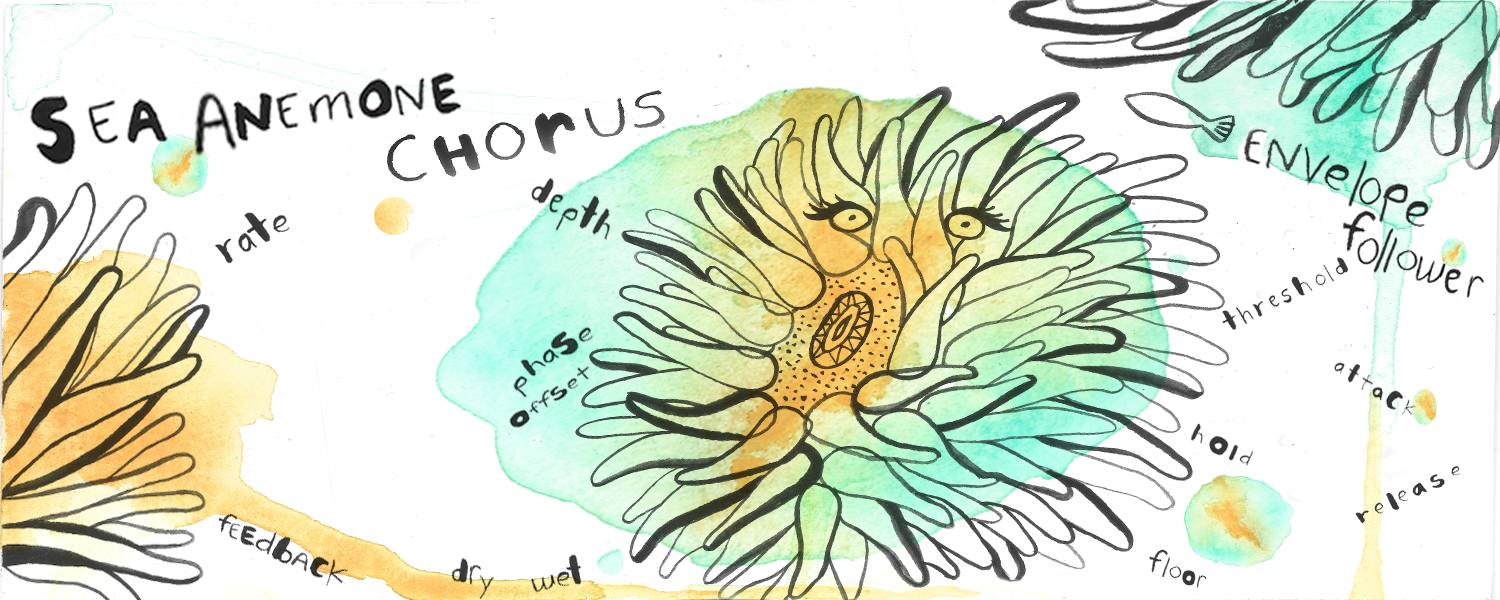 SEA ANEMONE
CHORUS
rate
depth
phase
offset
feedback
dry wet
ENVElope
follower
threshold
attack
hold
release
floor